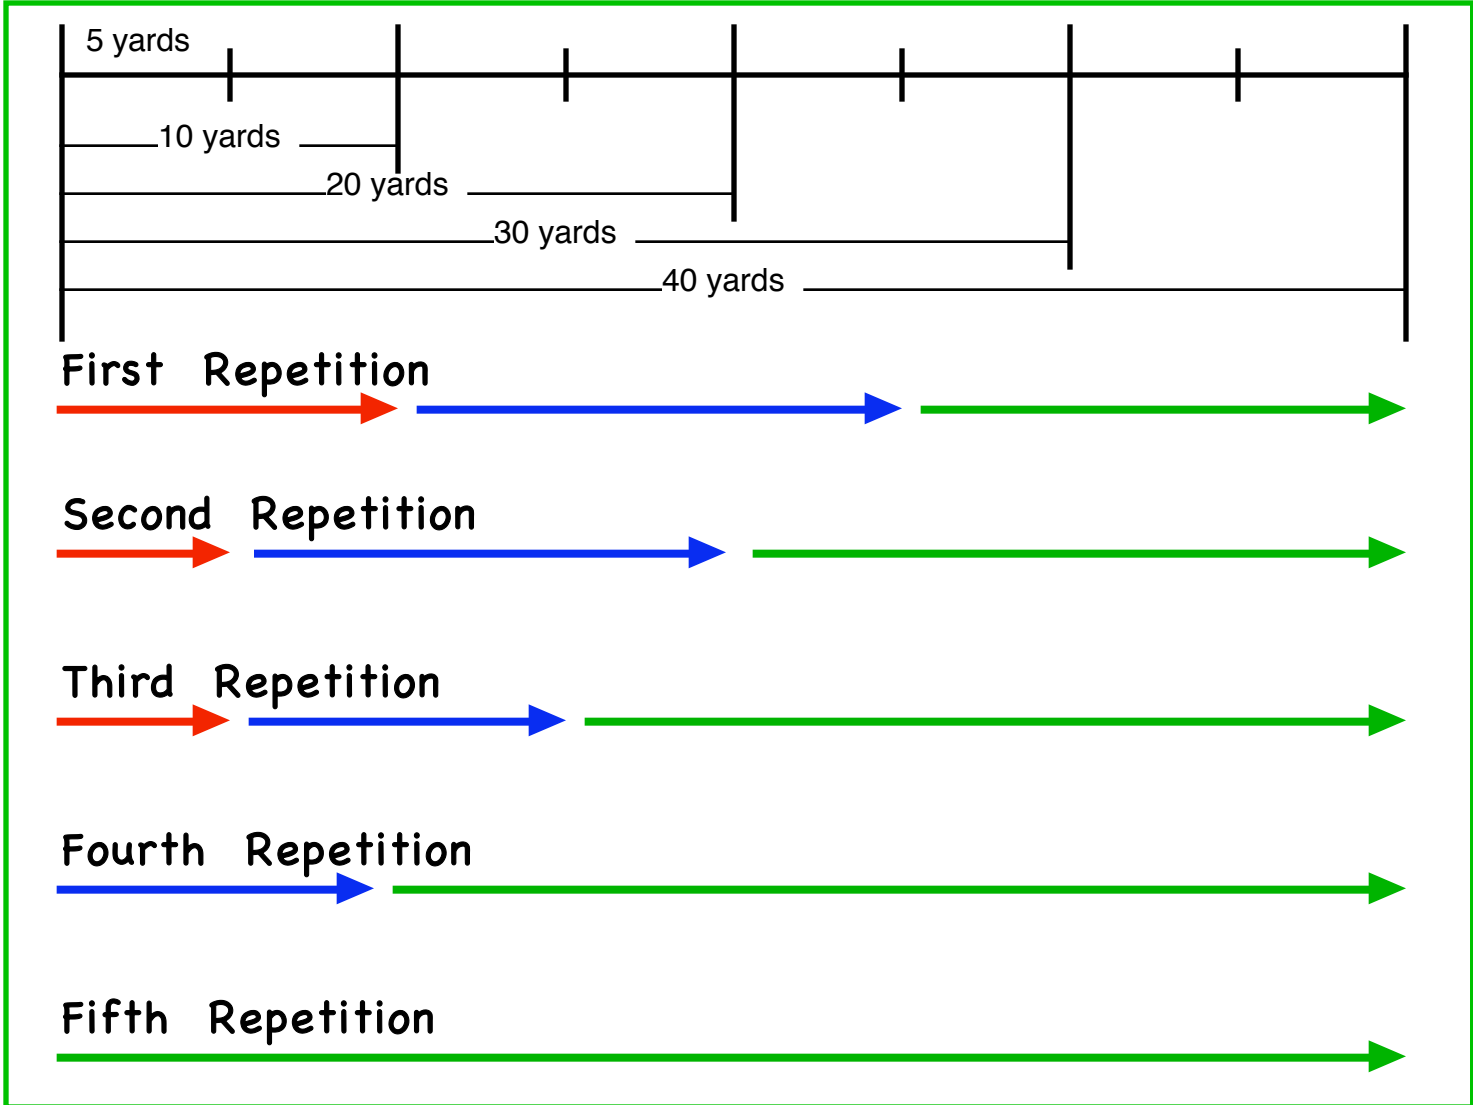 5 yards
10 yards
20 yards
30 yards
40 yards
First Repetition
Second Repetition
Third Repetition
Fourth Repetition
Fifth Repetition